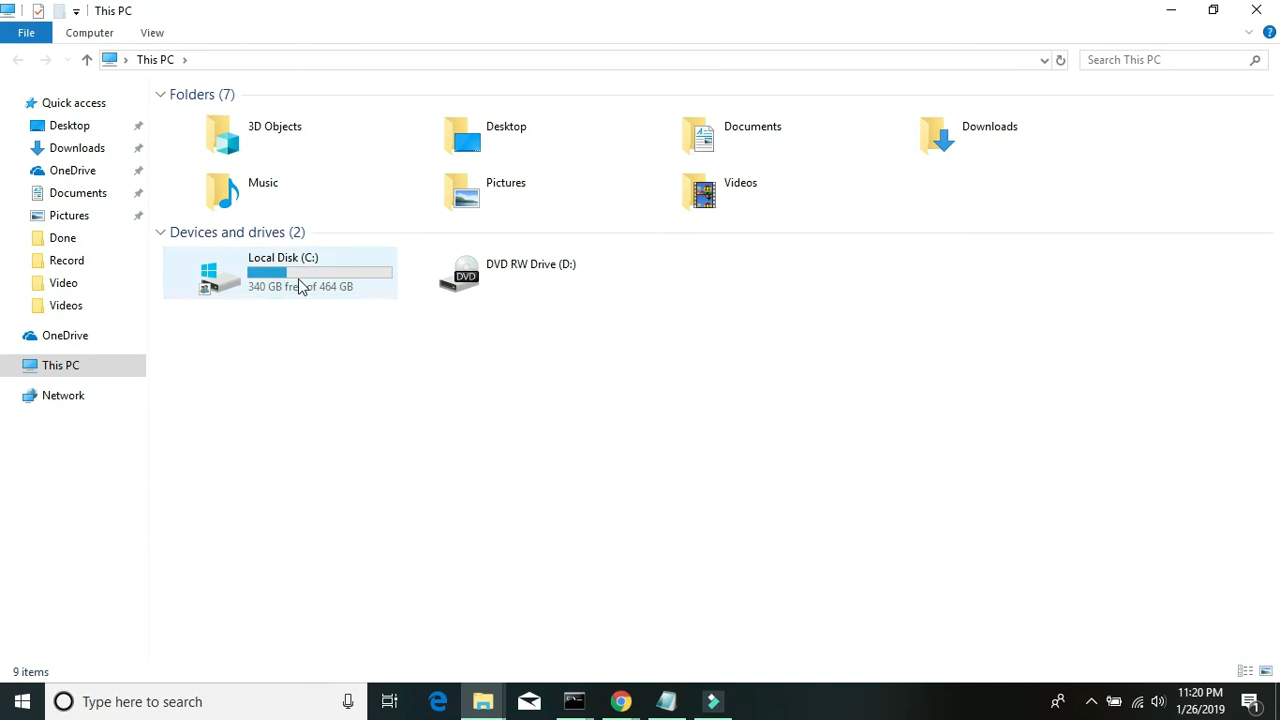 This PC
File
Computer
View
This PC
Search This PC
Quick access
Desktop
Downloads
OneDrive
Documents
Pictures
Done
Record
Video
Videos
OneDrive
This PC
Network
Folders (7)
3D Objects
Desktop
Documents
Downloads
Music
Pictures
Videos
Devices and drives (2)
Local Disk (C:)
340 GB free of 464 GB
DVD
DVD RW Drive (D:)
9 items
Type here to search
11:20 PM
1/26/2019
1